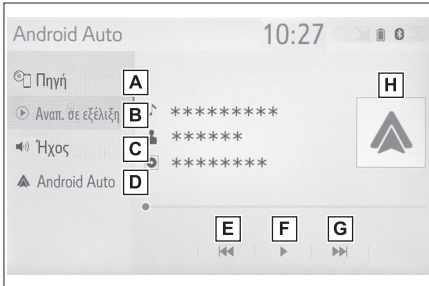 Android Auto 10:27
Πηγή A
H
Αναπ. σε εξέλιξη B *********
Ήχος C ******
Android Auto D ********
E F G